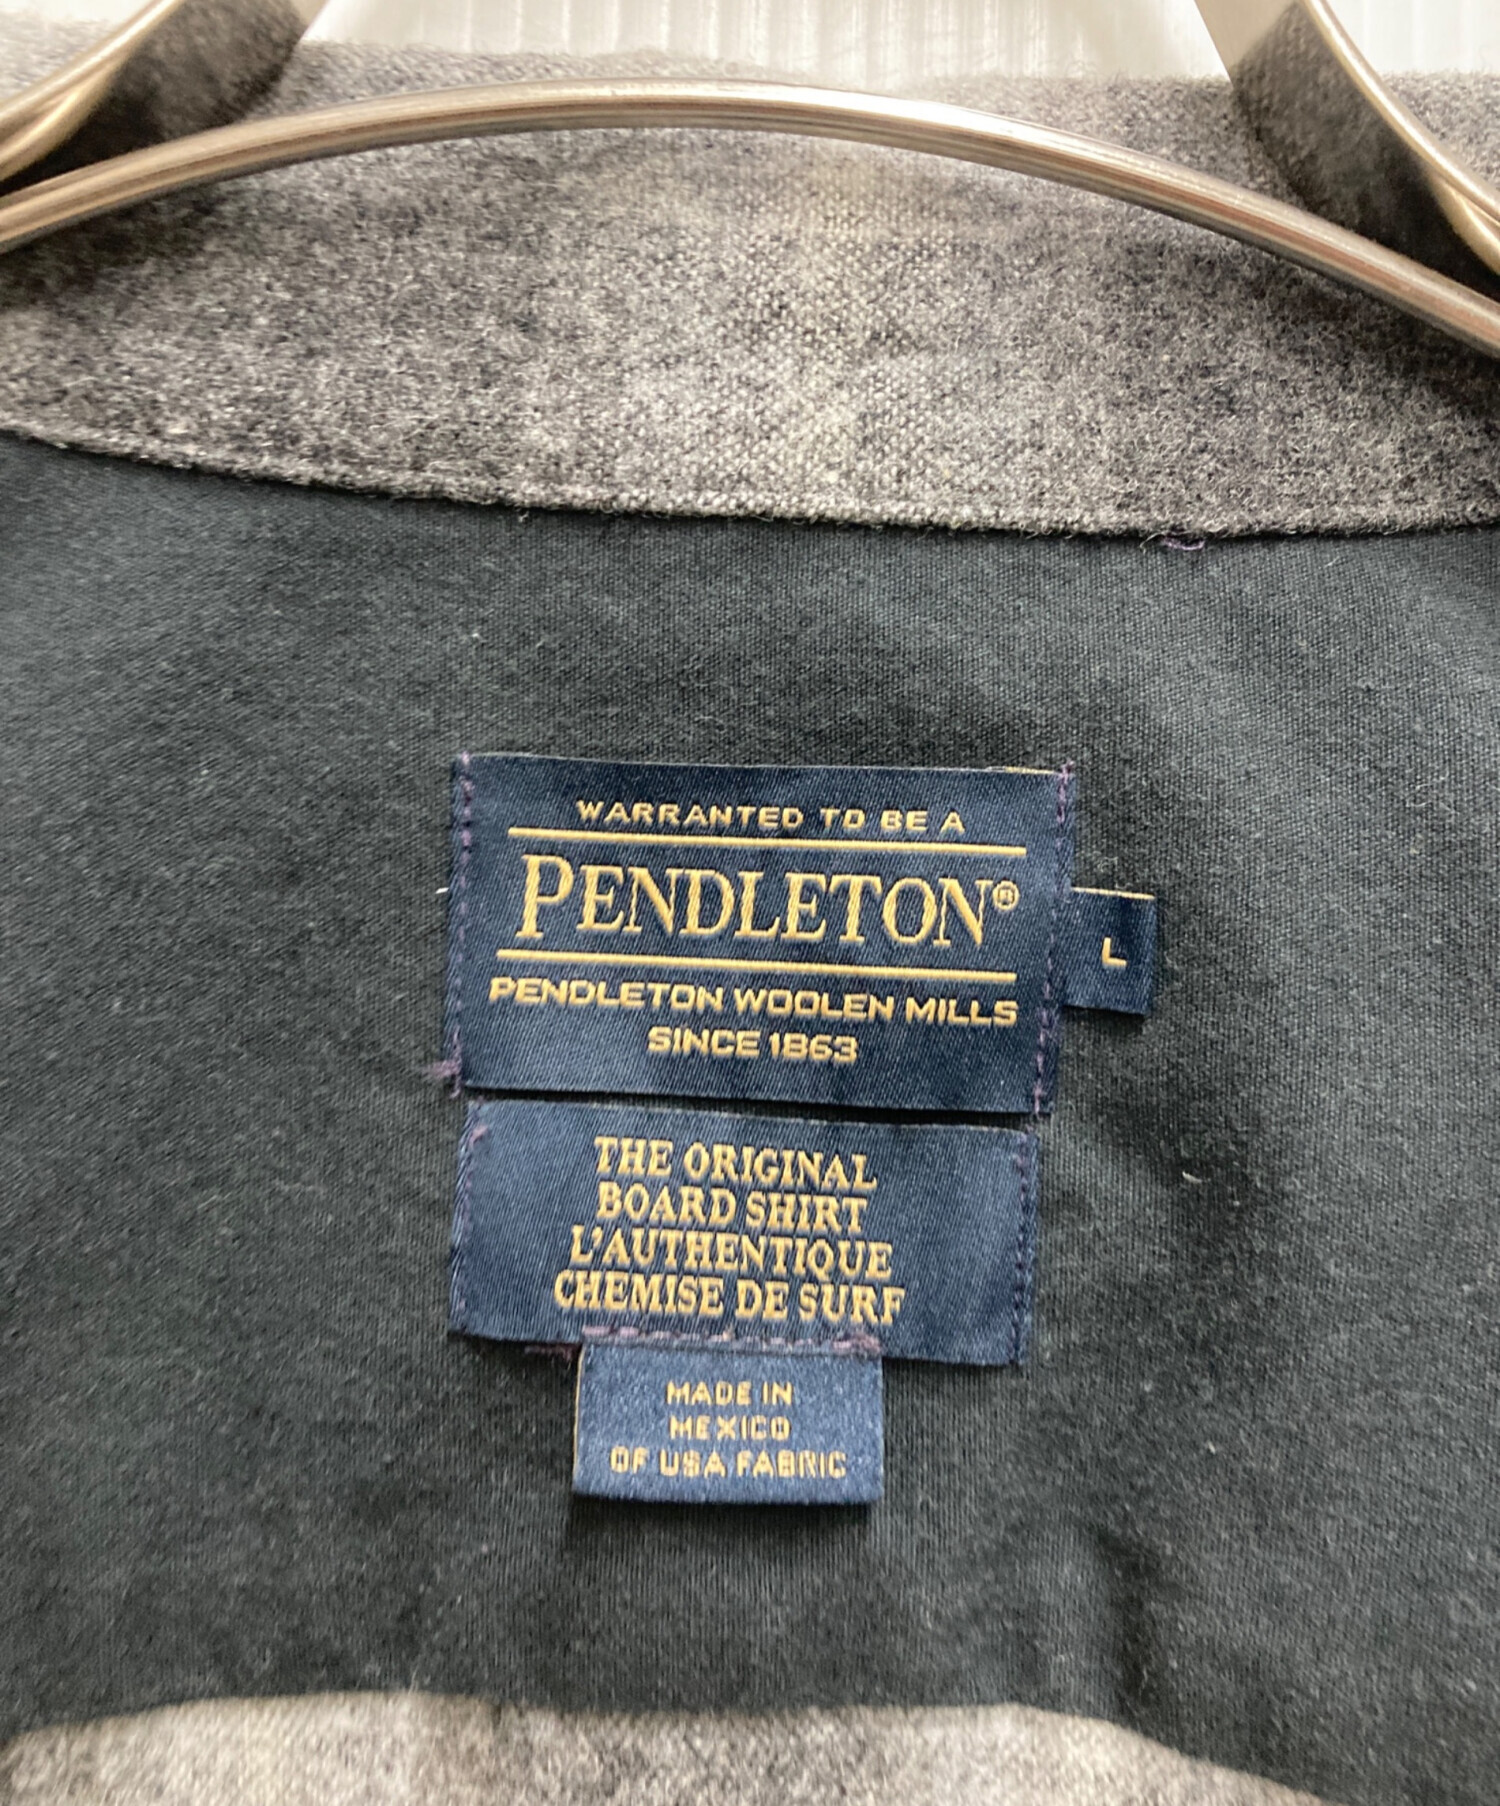 WARRANTED TO BE A
PENDLETON®
PENDLETON WOOLEN MILLS
SINCE 1863
L
THE ORIGINAL
BOARD SHIRT
L'AUTHENTIQUE
CHEMISE DE SURF
MADE IN
MEXICO
OF USA FABRIC